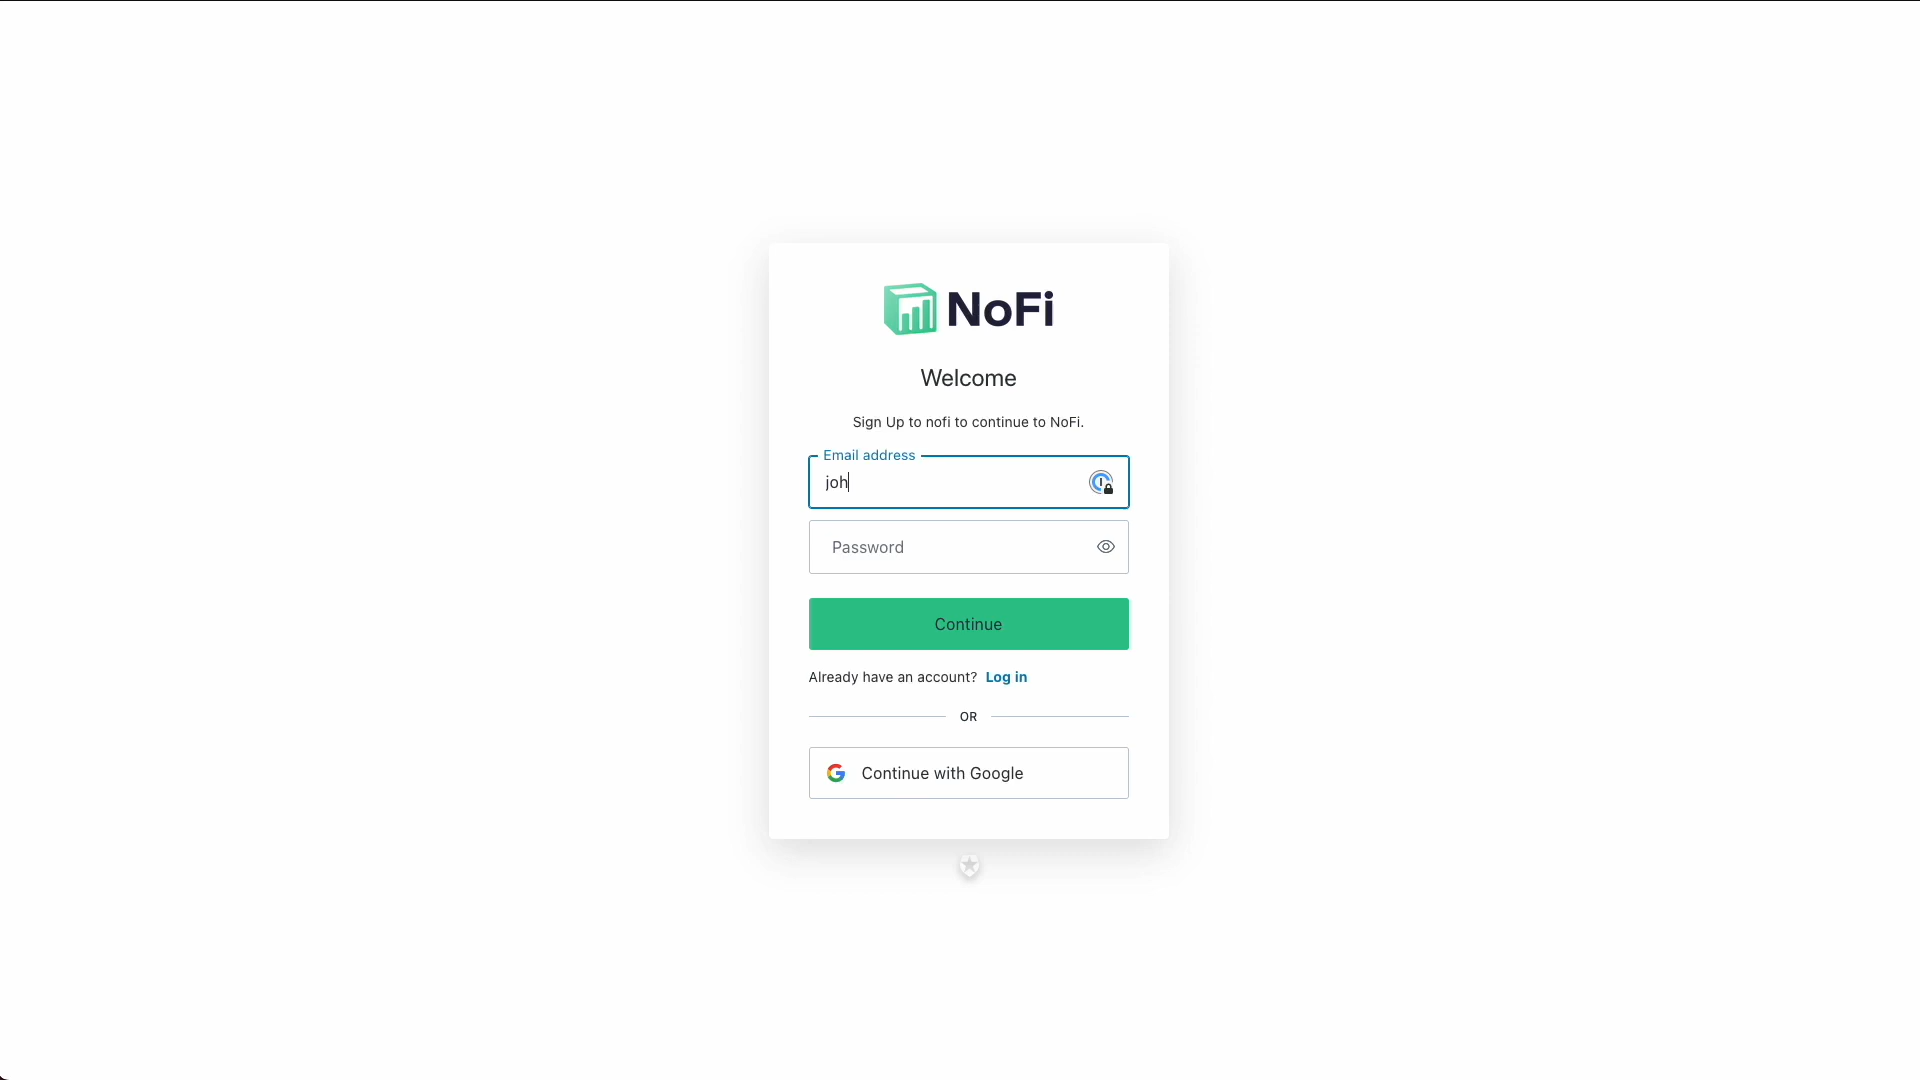 NoFi
Welcome
Sign Up to nofi to continue to NoFi.
Email address
joh
Password
Continue
Already have an account? Log in
OR
Continue with Google